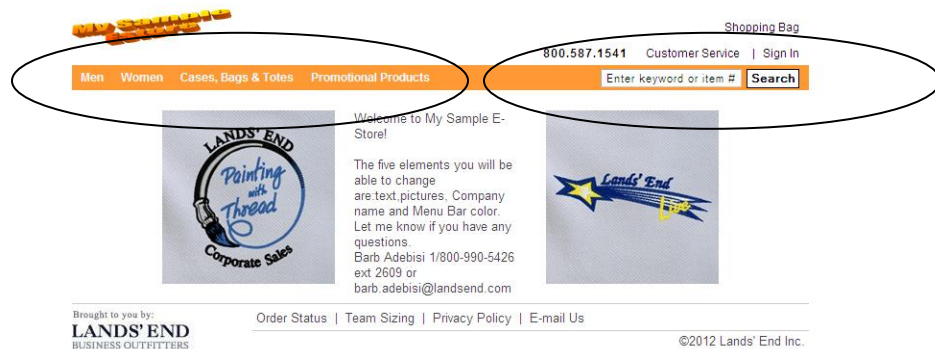 My Sample
Estore
Shopping Bag
800.587.1541 Customer Service | Sign In
Men Women Cases, Bags & Totes Promotional Products Enter keyword or item # Search
LANDS' END
Painting
with
Thread
Corporate Sales
Welcome to My Sample E-
Store!
The five elements you will be
able to change
are:text,pictures, Company
name and Menu Bar color.
Let me know if you have any
questions.
Barb Adebisi 1/800-990-5426
ext 2609 or
barb.adebisi@landsend.com
Lands' End
Live
Brought to you by:
LANDS' END
BUSINESS OUTFITTERS
Order Status | Team Sizing | Privacy Policy | E-mail Us
©2012 Lands' End Inc.